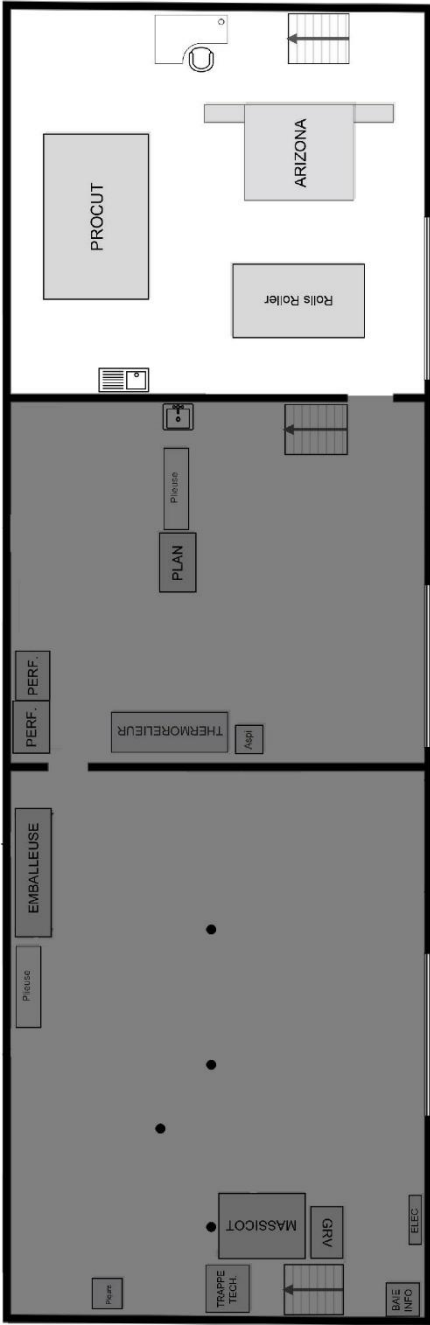 PROCUT
ARIZONA
Rolls Roller
Plieuse
PLAN
PERF.
PERF.
THERMORELIEUR
Aspi
EMBALLEUSE
Plieuse
MASSICOT
GRV
ELEC
TRAPPE
TECH.
BAIE
INFO